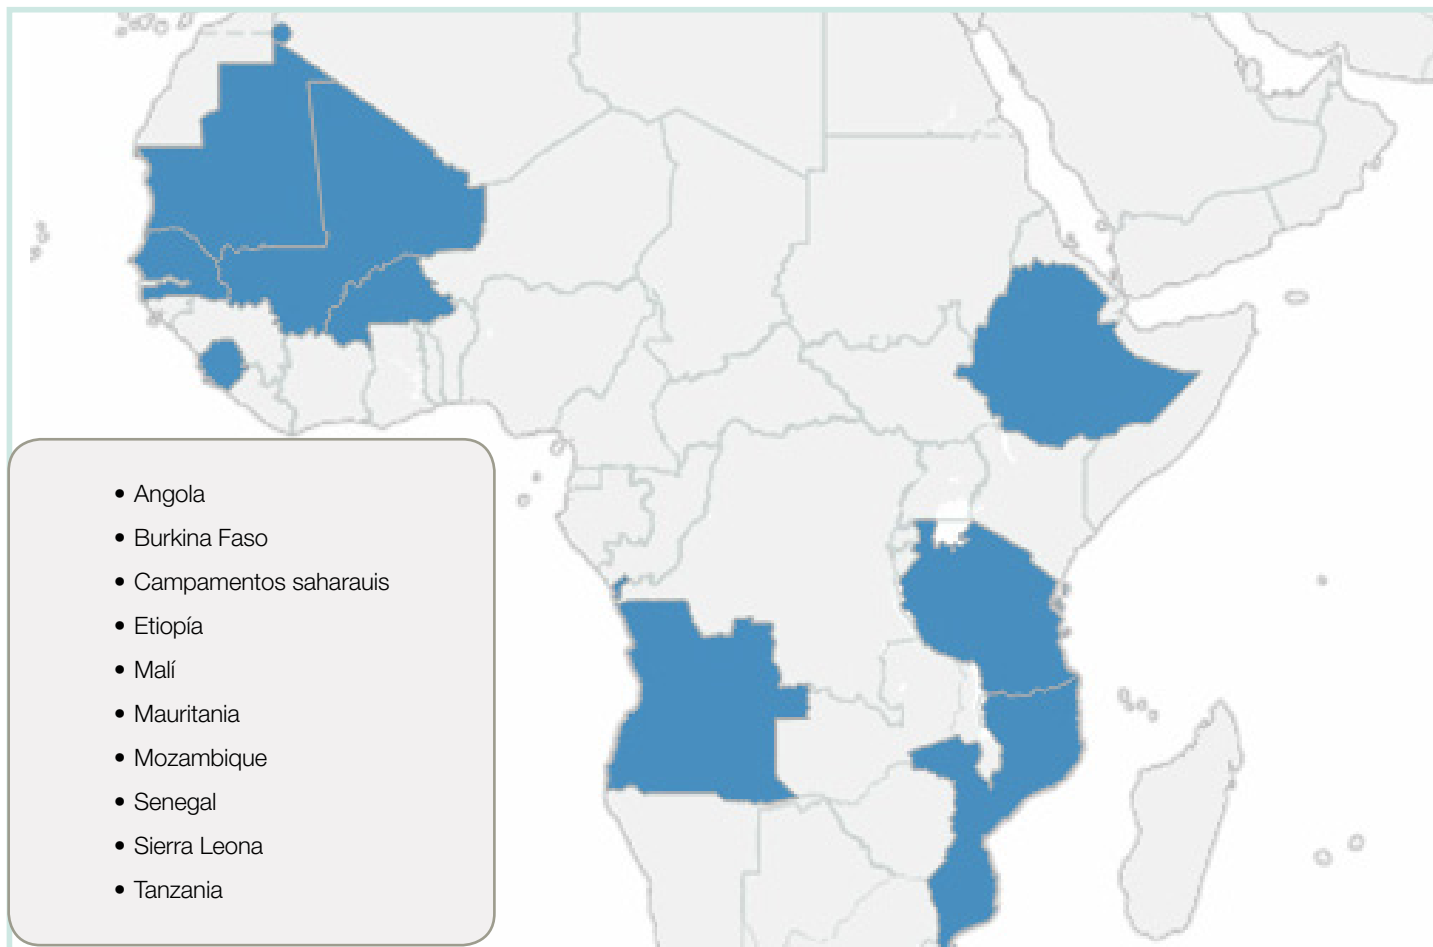 • Angola
• Burkina Faso
• Campamentos saharauis
• Etiopía
• Malí
• Mauritania
• Mozambique
• Senegal
• Sierra Leona
• Tanzania